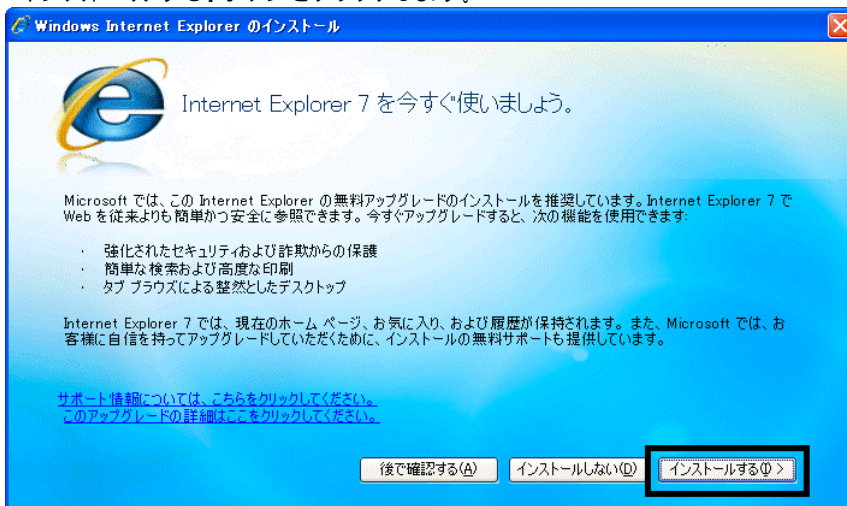 Windows Internet Explorer のインストール
Internet Explorer 7 を今すぐ使いましょう。
Microsoft では、この Internet Explorer の無料アップグレードのインストールを推奨しています。Internet Explorer 7 で
Web を従来よりも簡単かつ安全に参照できます。今すぐアップグレードすると、次の機能を使用できます:
・ 強化されたセキュリティおよび詐欺からの保護
・ 簡単な検索および高度な印刷
・ タブ ブラウズによる整然としたデスクトップ
Internet Explorer 7 では、現在のホーム ページ、お気に入り、および履歴が保持されます。また、Microsoft では、お
客様に自信を持ってアップグレードしていただくために、インストールの無料サポートも提供しています。
サポート情報については、こちらをクリックしてください。
このアップグレードの詳細はここをクリックしてください。
後で確認する(A) インストールしない(D) インストールする(I) >